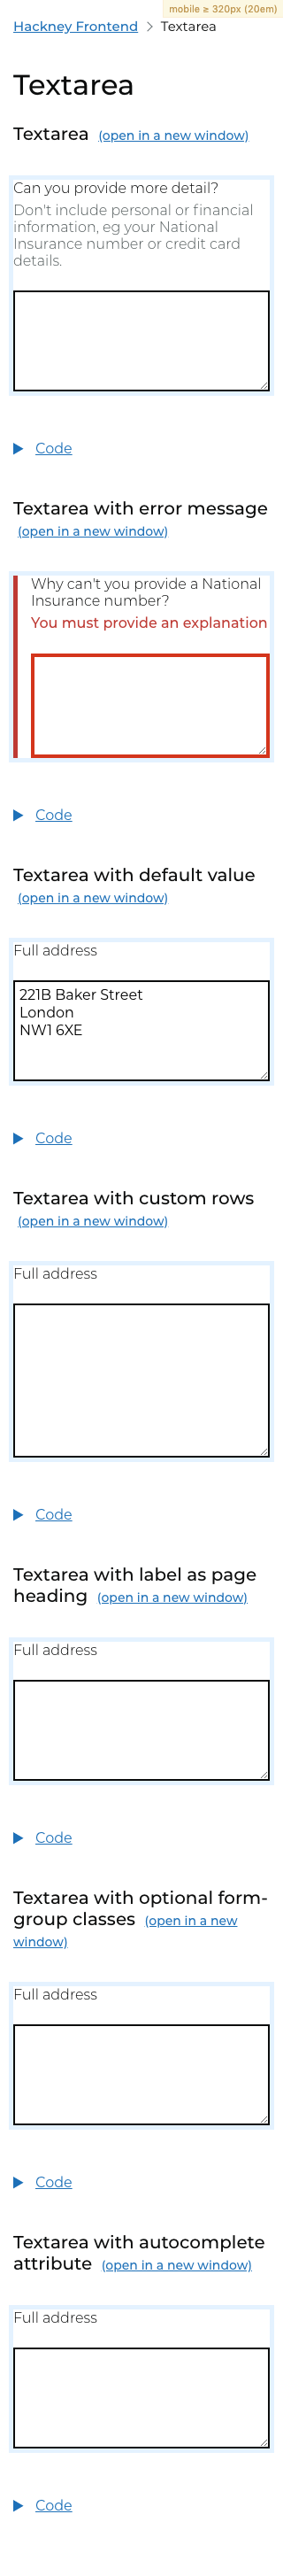 mobile ≥ 320px (20em)
Hackney Frontend > Textarea
Textarea
Textarea (open in a new window)
Can you provide more detail?
Don't include personal or financial
information, eg your National
Insurance number or credit card
details.
Code
Textarea with error message
(open in a new window)
Why can't you provide a National
Insurance number?
You must provide an explanation
Code
Textarea with default value
(open in a new window)
Full address
221B Baker Street
London
NW1 6XE
Code
Textarea with custom rows
(open in a new window)
Full address
Code
Textarea with label as page
heading (open in a new window)
Full address
Code
Textarea with optional form-
group classes (open in a new
window)
Full address
Code
Textarea with autocomplete
attribute (open in a new window)
Full address
Code